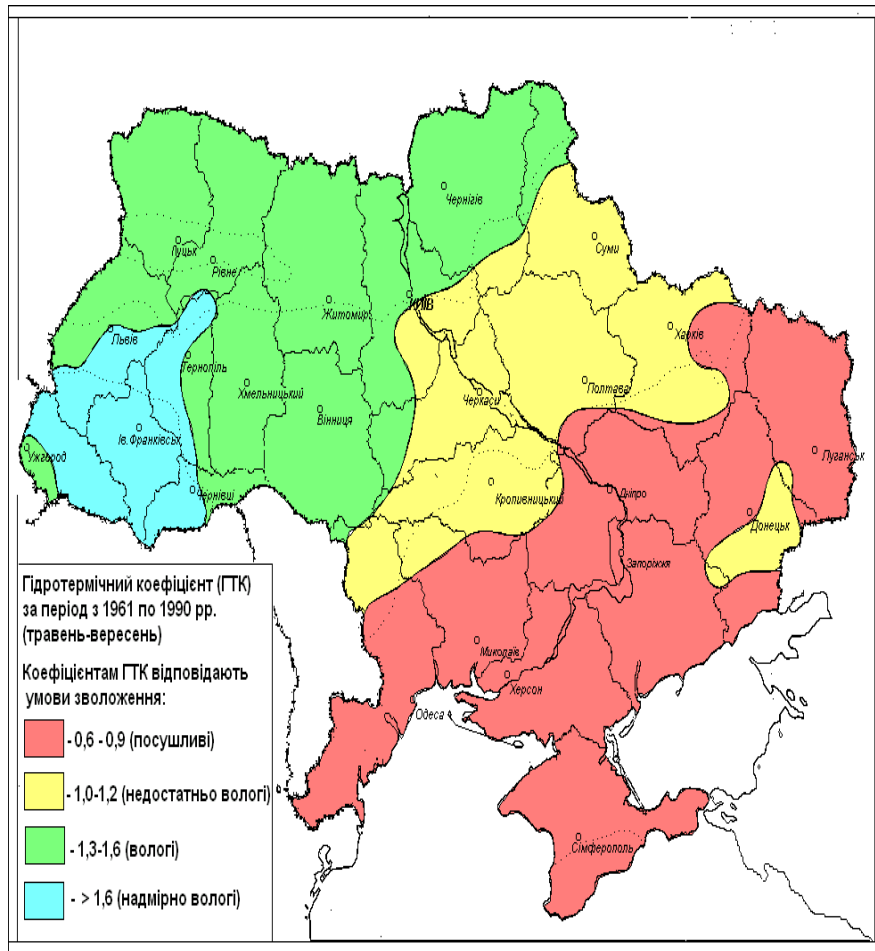 Чернігів
Суми
Луцьк
Рівне
Житомир
КИЇВ
Харків
Львів
Тернопіль
Хмельницький
Полтава
Черкаси
Вінниця
Ів. Франківськ
Ужгород
Луганськ
Чернівці
Кропивницький
Дніпро
Донецьк
Запоріжжя
Гідротермічний коефіцієнт (ГТК)
за період з 1961 по 1990 рр.
(травень-вересень)
Коефіцієнтам ГТК відповідають
умови зволоження:
- 0,6 - 0,9 (посушливі)
- 1,0-1,2 (недостатньо вологі)
- 1,3-1,6 (вологі)
- > 1,6 (надмірно вологі)
Миколаїв
Херсон
Одеса
Сімферополь